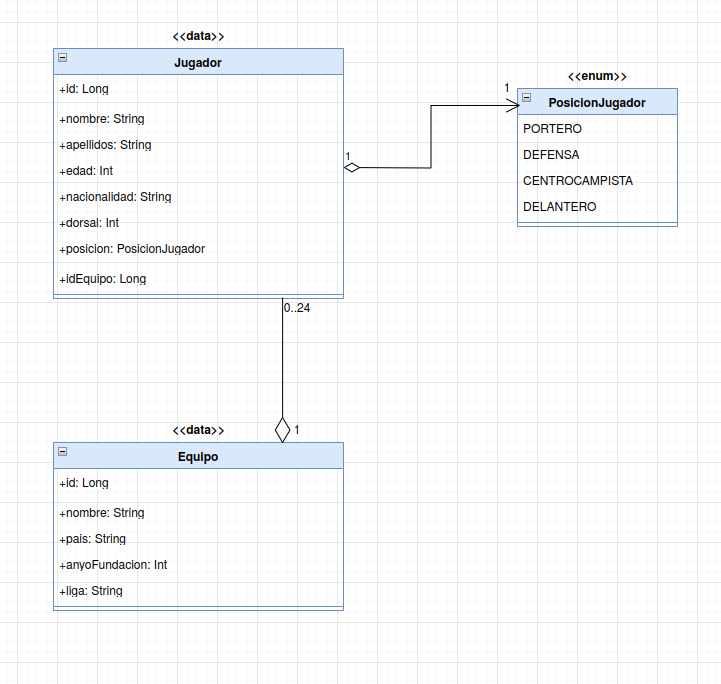 <<data>>
Jugador
+id: Long
+nombre: String
+apellidos: String
+edad: Int
+nacionalidad: String
+dorsal: Int
+posicion: PosicionJugador
+idEquipo: Long
1
1
<<enum>>
PosicionJugador
PORTERO
DEFENSA
CENTROCAMPISTA
DELANTERO
0..24
1
<<data>>
Equipo
+id: Long
+nombre: String
+pais: String
+anyoFundacion: Int
+liga: String